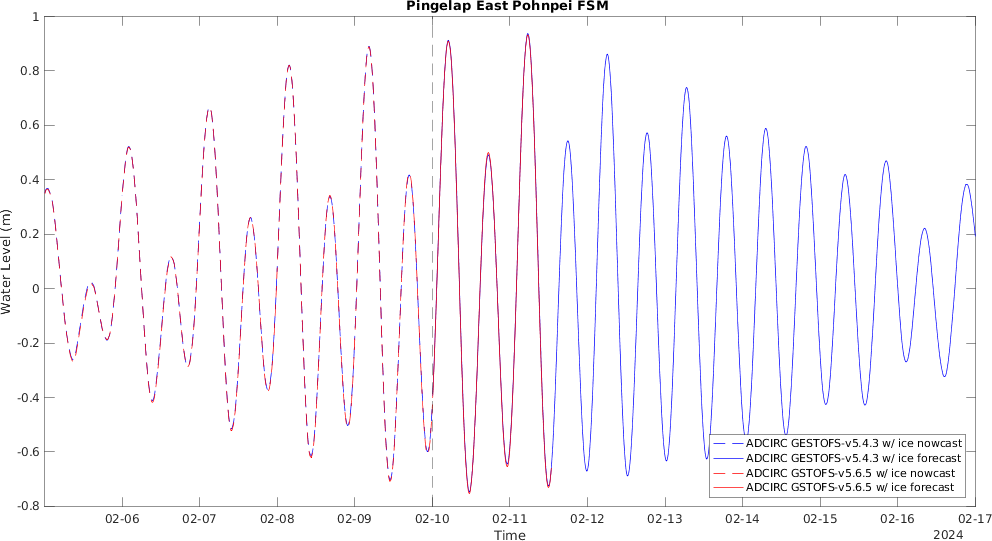 Pingelap East Pohnpei FSM
1
0.8
0.6
0.4
0.2
0
-0.2
-0.4
-0.6
-0.8
Water Level (m)
ADCIRC GESTOFS-v5.4.3 w/ ice nowcast
ADCIRC GESTOFS-v5.4.3 w/ ice forecast
ADCIRC GSTOFS-v5.6.5 w/ ice nowcast
ADCIRC GSTOFS-v5.6.5 w/ ice forecast
02-06 02-07 02-08 02-09 02-10 02-11 02-12 02-13 02-14 02-15 02-16 02-17
Time
2024